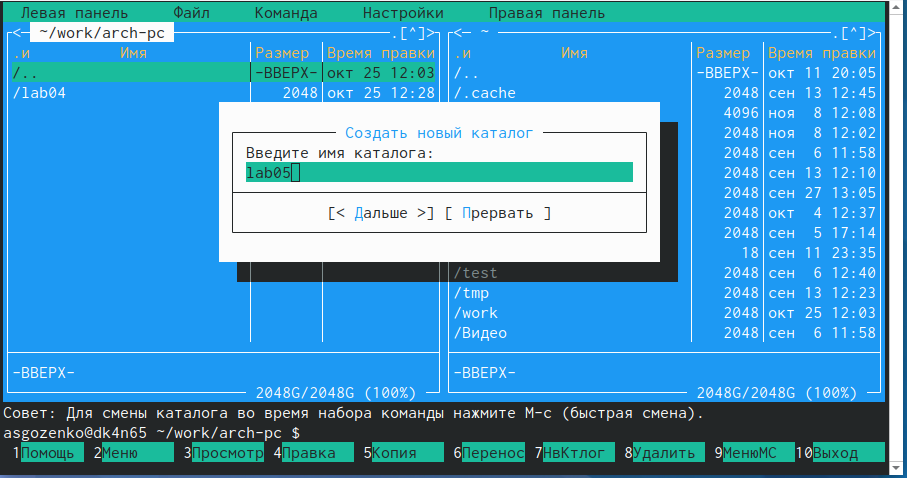 Левая панель Файл Команда Настройки Правая панель
<─ ~/work/arch-pc ─.[^]>
<─ ~ ─.[^]>
.и Имя Размер Время правки
.и Имя Размер Время правки
/.. -ВВЕРХ- окт 25 12:03
/.. -ВВЕРХ- окт 11 20:05
/lab04 2048 окт 25 12:28
/.cache 2048 сен 13 12:45
4096 ноя 8 12:08
2048 ноя 8 12:02
2048 сен 6 11:58
2048 сен 13 12:10
2048 сен 27 13:05
2048 окт 4 12:37
2048 сен 5 17:14
18 сен 11 23:35
/test 2048 сен 6 12:40
/tmp 2048 сен 13 12:23
/work 2048 окт 25 12:03
/Видео 2048 сен 6 11:58
Создать новый каталог
Введите имя каталога:
lab05
[< Дальше >] [ Прервать ]
-ВВЕРХ-
-ВВЕРХ-
2048G/2048G (100%)
2048G/2048G (100%)
Совет: Для смены каталога во время набора команды нажмите M-c (быстрая смена).
asgozenko@dk4n65 ~/work/arch-pc $
1Помощь 2Меню 3Просмотр 4Правка 5Копия 6Перенос 7НвКтлог 8Удалить 9МенюMC 10Выход